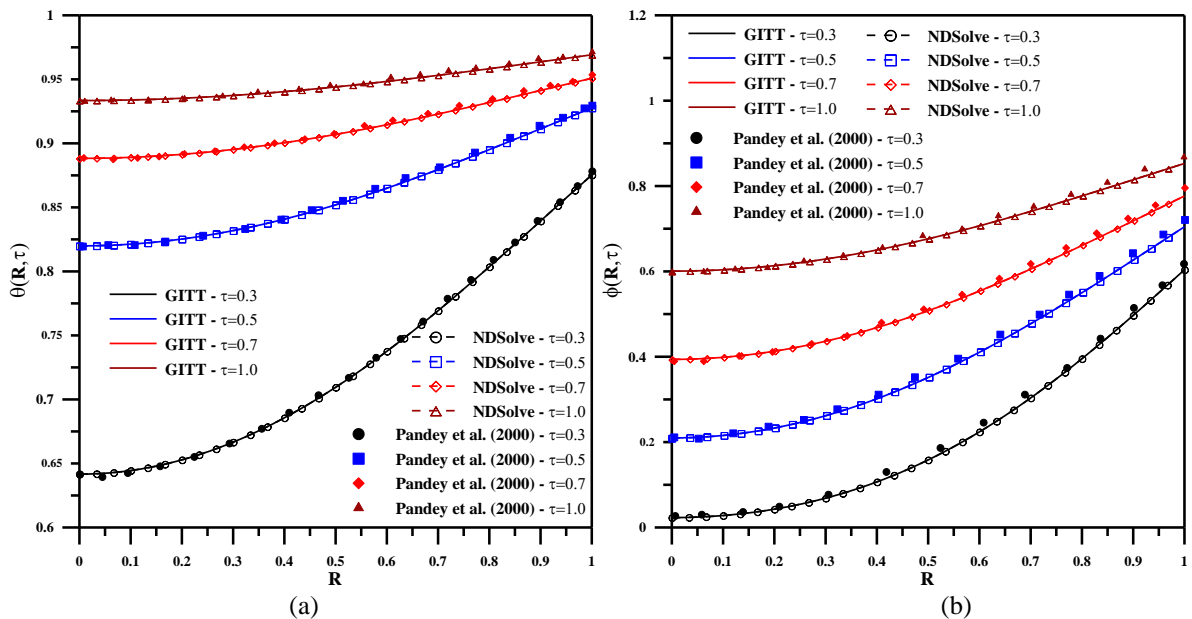 1
0.95
0.9
0.85
0.8
0.75
0.7
0.65
0.6
θ(R,τ)
GITT - τ=0.3
GITT - τ=0.5
GITT - τ=0.7
GITT - τ=1.0
NDSolve - τ=0.3
NDSolve - τ=0.5
NDSolve - τ=0.7
NDSolve - τ=1.0
Pandey et al. (2000) - τ=0.3
Pandey et al. (2000) - τ=0.5
Pandey et al. (2000) - τ=0.7
Pandey et al. (2000) - τ=1.0
0 0.1 0.2 0.3 0.4 0.5 0.6 0.7 0.8 0.9 1
R
(a)
1.2
1
0.8
0.6
0.4
0.2
0
ϕ(R,τ)
GITT - τ=0.3
GITT - τ=0.5
GITT - τ=0.7
GITT - τ=1.0
NDSolve - τ=0.3
NDSolve - τ=0.5
NDSolve - τ=0.7
NDSolve - τ=1.0
Pandey et al. (2000) - τ=0.3
Pandey et al. (2000) - τ=0.5
Pandey et al. (2000) - τ=0.7
Pandey et al. (2000) - τ=1.0
0 0.1 0.2 0.3 0.4 0.5 0.6 0.7 0.8 0.9 1
R
(b)